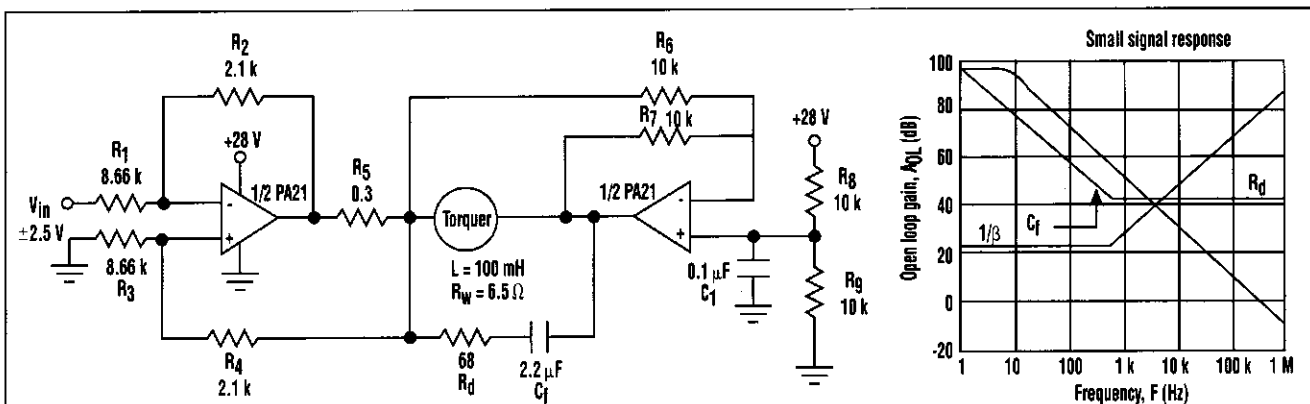 R2
2.1 k
+28 V
R1
8.66 k
Vin
±2.5 V
-
+
1/2 PA21
8.66 k
R3
R4
2.1 k
R5
0.3
Torquer
L = 100 mH
Rw = 6.5 Ω
68
Rd
2.2 μF
Cf
R6
10 k
R7 10 k
1/2 PA21
-
+
0.1 μF
C1
+28 V
R8
10 k
R9
10 k
Small signal response
Open loop gain, AOL (dB)
100
80
60
40
20
0
-20
1/β
Cf
Rd
1
10
100
1 k
10 k
100 k
1 M
Frequency, F (Hz)